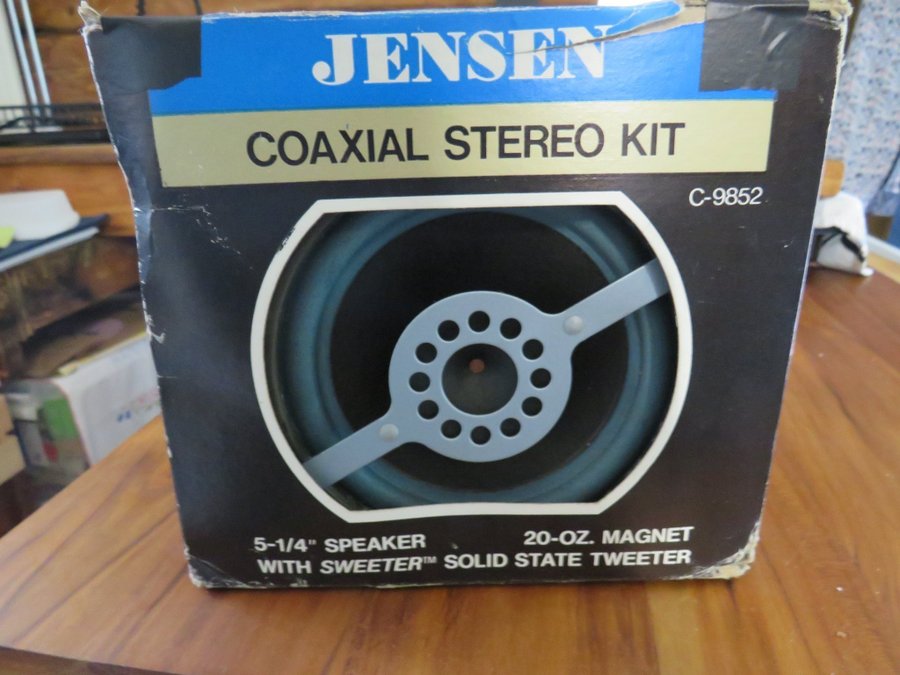 JENSEN
COAXIAL STEREO KIT
C-9852
5-1/4" SPEAKER 20-OZ. MAGNET
WITH SWEETER™ SOLID STATE TWEETER